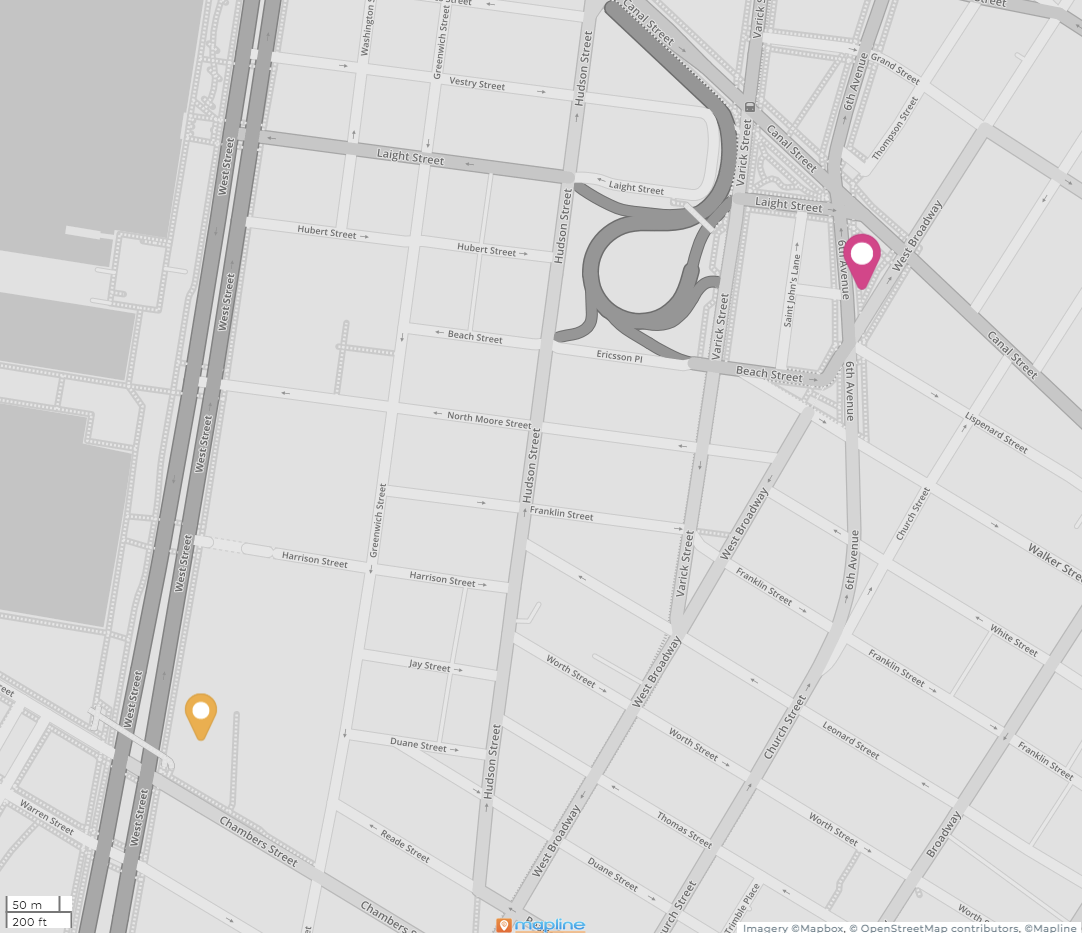 Street
Street
Canal Street
Varick S
Washington S
Greenwich Street
Hudson Street
6th Avenue
Grand Street
Vestry Street
Thompson Street
Canal Street
Varick Street
West Street
Laight Street
Laight Street
Laight Street
Hudson Street
West Broadway
Hubert Street
Hubert Street
6th Avenue
Saint John's Lane
West Street
Varick Street
Beach Street
Ericsson Pl
Beach Street
Canal Street
6th Avenue
North Moore Street
Lispenard Street
West Street
Hudson Street
Franklin Street
Greenwich Street
West Broadway
Church Street
Walker Stre
West Street
Harrison Street
Harrison Street
Varick Street
Franklin Street
6th Avenue
White Street
Jay Street
Worth Street
West Broadway
Franklin Street
reet
West Street
Duane Street
Hudson Street
Worth Street
Church Street
Leonard Street
Franklin Street
Warren Street
West Street
Chambers Street
Reade Street
West Broadway
Thomas Street
Worth Street
Broadway
Duane Street
Trimble Place
Chambers S
urch Street
Worth S
50 m
200 ft
mapline
Imagery ©Mapbox, © OpenStreetMap contributors, ©Mapline